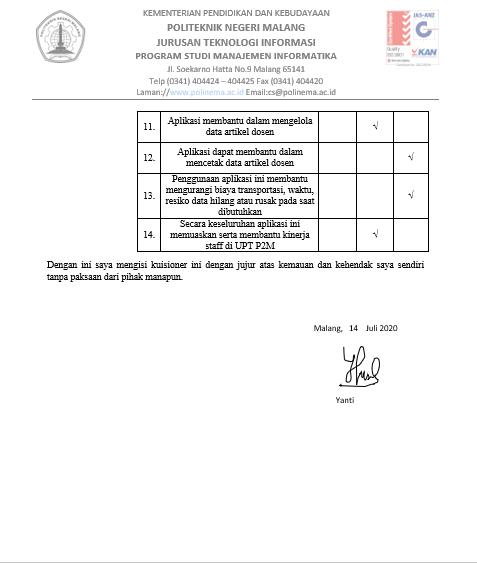 KEMENTERIAN PENDIDIKAN DAN KEBUDAYAAN
POLITEKNIK NEGERI MALANG
JURUSAN TEKNOLOGI INFORMASI
PROGRAM STUDI MANAJEMEN INFORMATIKA
Jl. Soekarno Hatta No.9 Malang 65141
Telp (0341) 404424 – 404425 Fax (0341) 404420
Laman://www.polinema.ac.id Email:cs@polinema.ac.id
JAS-ANZ
KAN
11. Aplikasi membantu dalam mengelola √
data artikel dosen
12. Aplikasi dapat membantu dalam √
mencetak data artikel dosen
Penggunaan aplikasi ini membantu
13. mengurangi biaya transportasi, waktu, √
resiko data hilang atau rusak pada saat
dibutuhkan
Secara keseluruhan aplikasi ini
14. memuaskan serta membantu kinerja √
staff di UPT P2M
Dengan ini saya mengisi kuisioner ini dengan jujur atas kemauan dan kehendak saya sendiri
tanpa paksaan dari pihak manapun.
Malang, 14 Juli 2020
Yanti